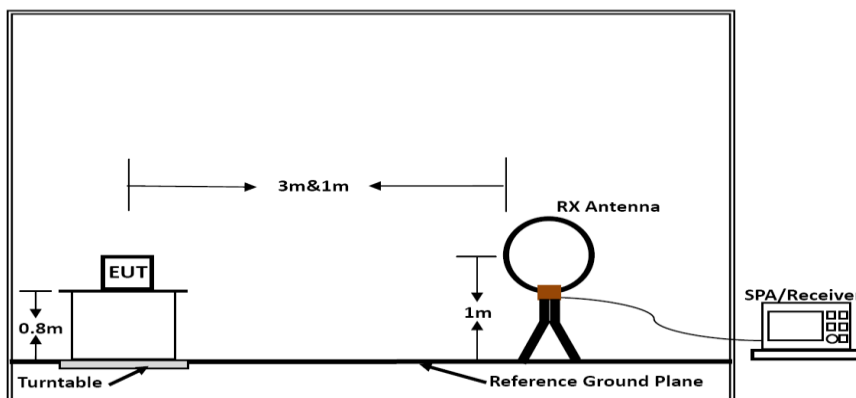 3m&1m
RX Antenna
EUT
SPA/Receiver
1m
0.8m
Turntable
Reference Ground Plane